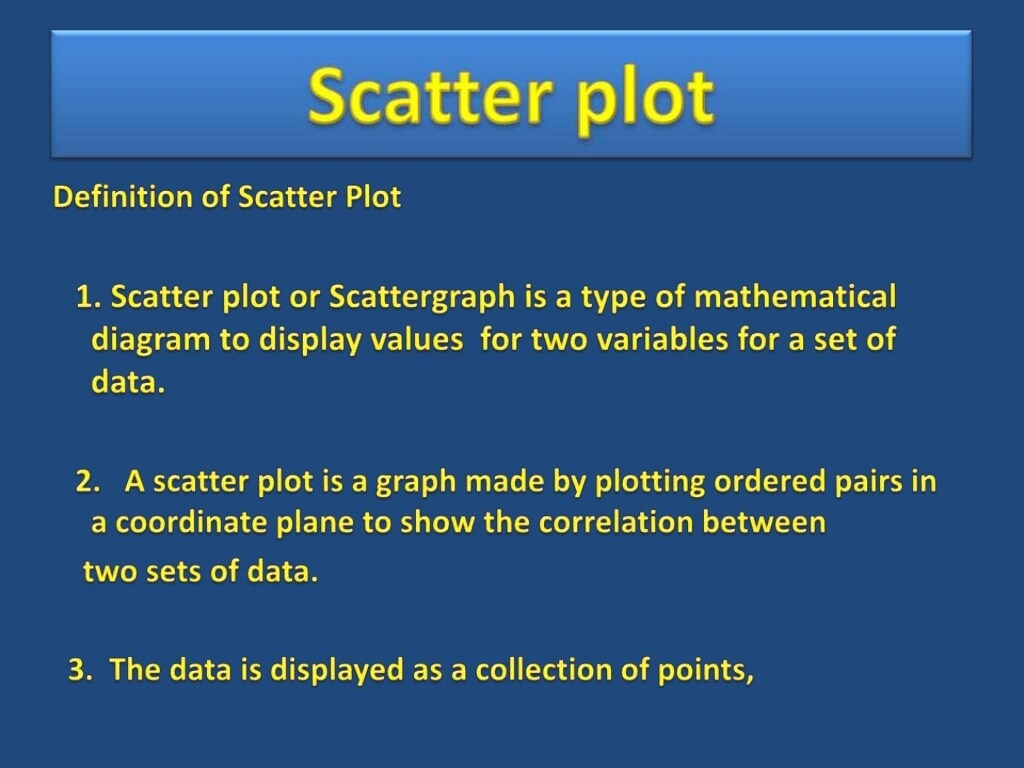 Scatter plot
Definition of Scatter Plot
1. Scatter plot or Scattergraph is a type of mathematical
diagram to display values for two variables for a set of
data.
2. A scatter plot is a graph made by plotting ordered pairs in
a coordinate plane to show the correlation between
two sets of data.
3. The data is displayed as a collection of points,